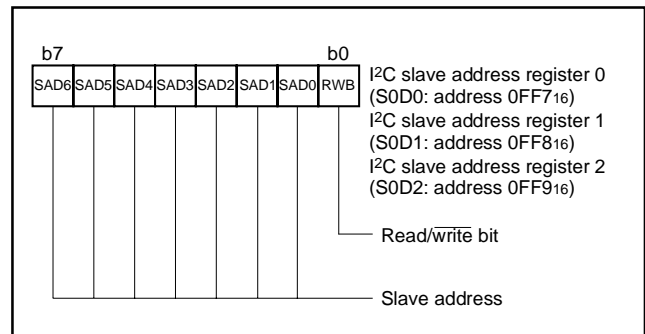 b7 b0
SAD6 SAD5 SAD4 SAD3 SAD2 SAD1 SAD0 RWB
I²C slave address register 0
(S0D0: address 0FF7₁₆)
I²C slave address register 1
(S0D1: address 0FF8₁₆)
I²C slave address register 2
(S0D2: address 0FF9₁₆)
Read/w̅r̅i̅t̅e̅ bit
Slave address